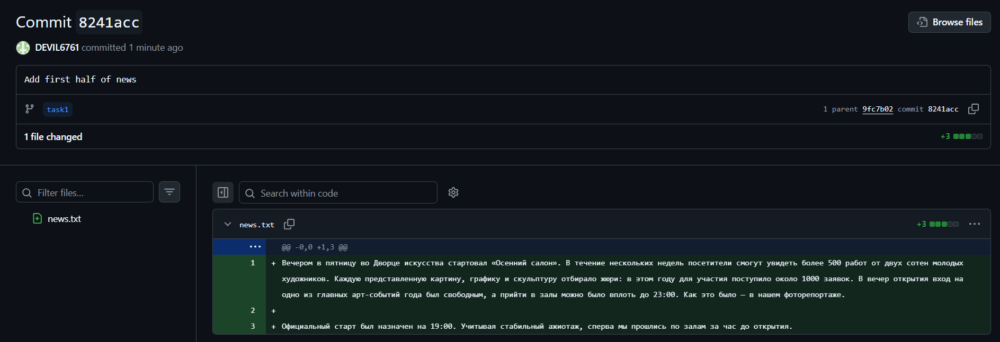 Commit 8241acc
Browse files
DEVIL6761 committed 1 minute ago
Add first half of news
task1
1 parent 9fc7b02 commit 8241acc
1 file changed
+3
Filter files...
Search within code
news.txt
news.txt
+3
@@ -0,0 +1,3 @@
1 + Вечером в пятницу во Дворце искусства стартовал «Осенний салон». В течение нескольких недель посетители смогут увидеть более 500 работ от двух сотен молодых
художников. Каждую представленную картину, графику и скульптуру отбирало жюри: в этом году для участия поступило около 1000 заявок. В вечер открытия вход на
одно из главных арт-событий года был свободным, а прийти в залы можно было вплоть до 23:00. Как это было — в нашем фоторепортаже.
2 +
3 + Официальный старт был назначен на 19:00. Учитывая стабильный ажиотаж, сперва мы прошлись по залам за час до открытия.